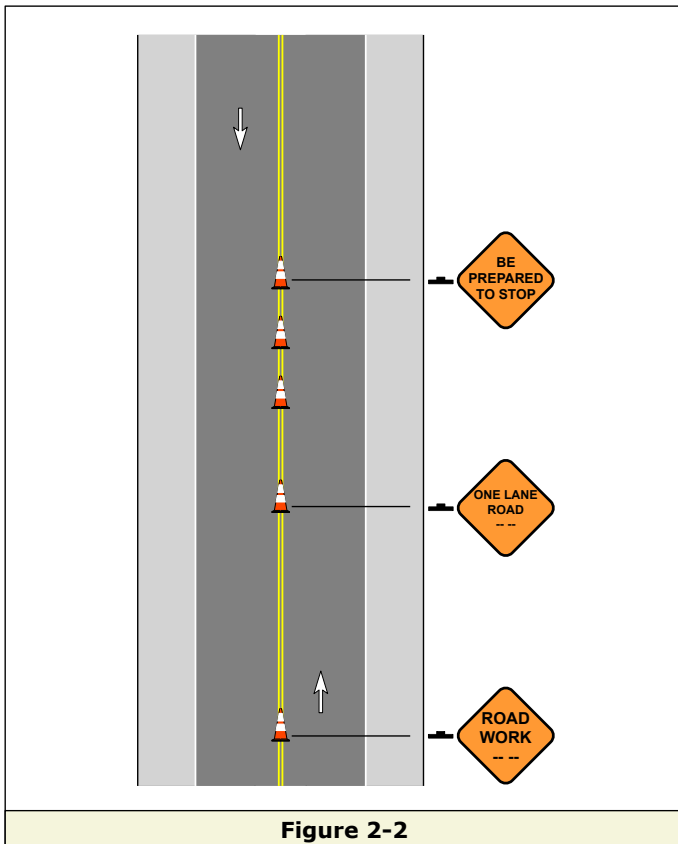 BE
PREPARED
TO STOP
ONE LANE
ROAD
-- --
ROAD
WORK
-- --
Figure 2-2